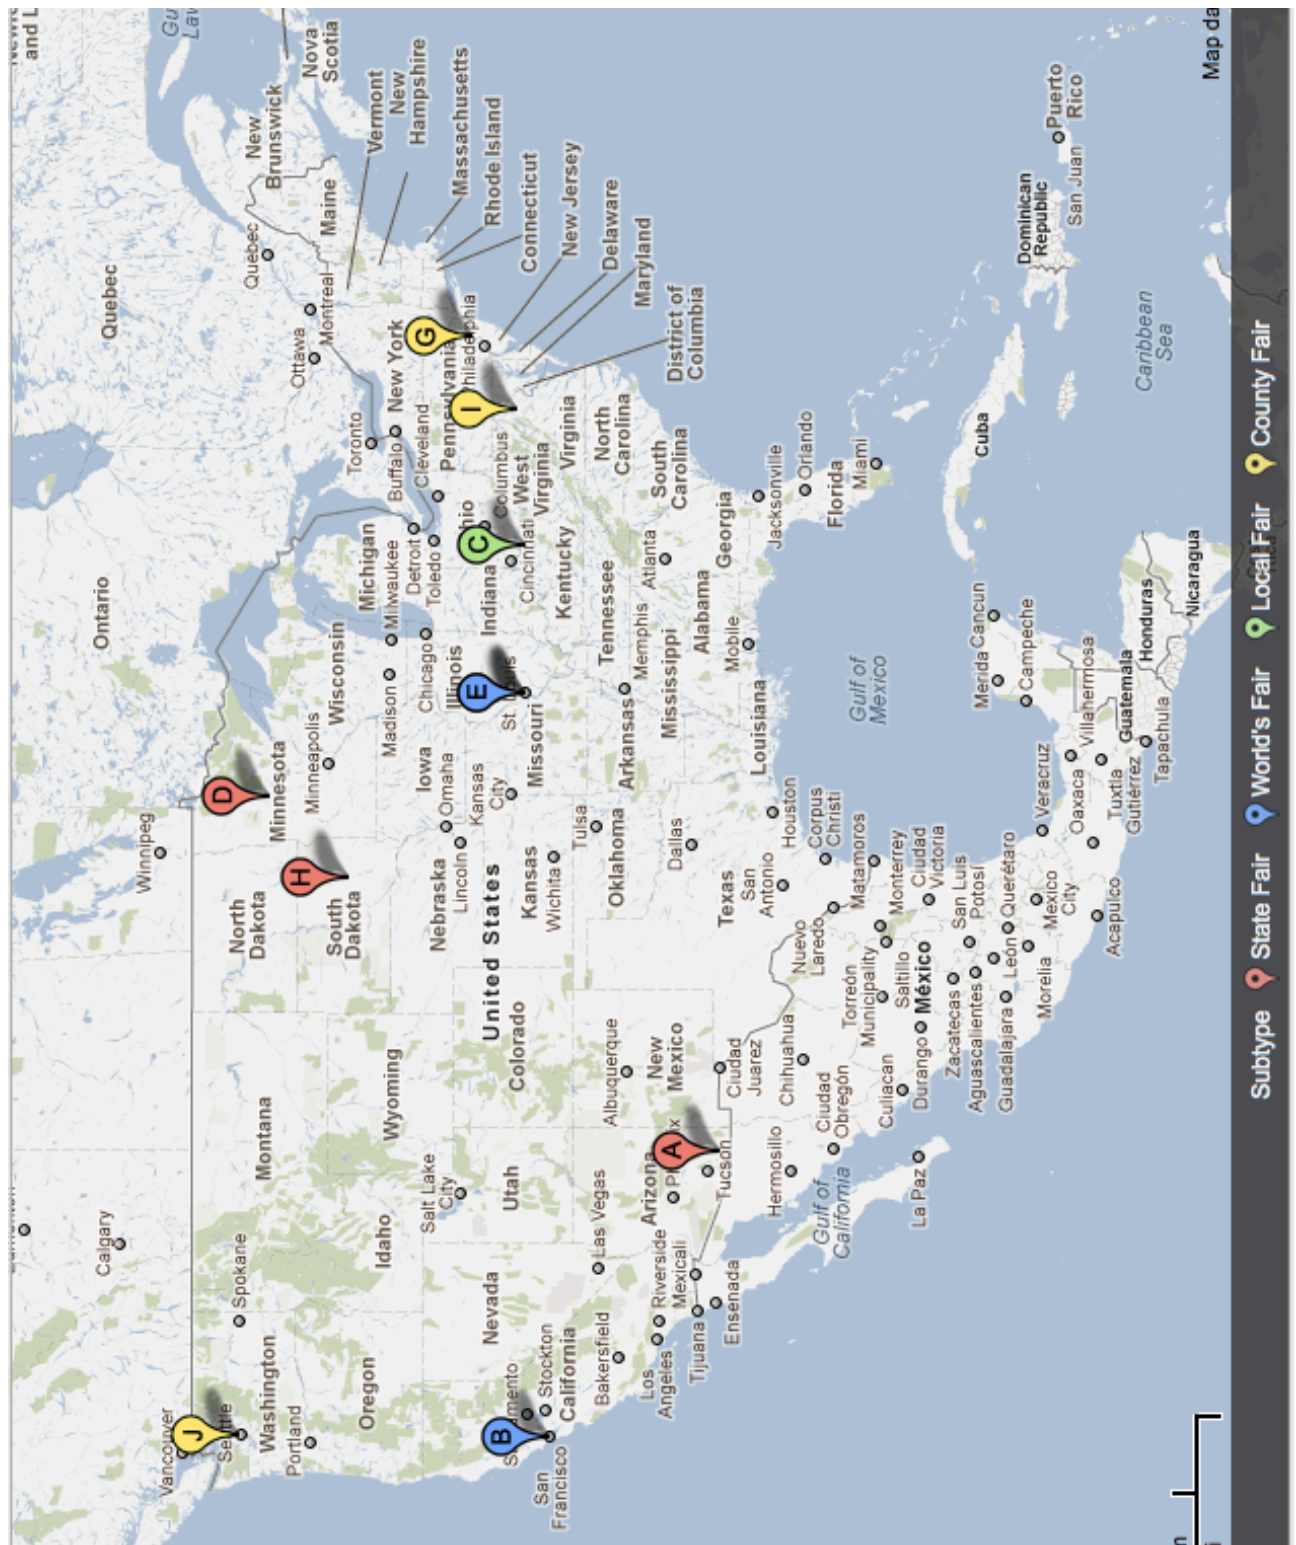 Calgary
Winnipeg
Ontario
Quebec
Quebec
Ottawa
Montreal
Toronto
New
Brunswick
Nova
Scotia
Maine
Vermont
New
Hampshire
Massachusetts
Rhode Island
Connecticut
New Jersey
Delaware
Maryland
District of
Columbia
Vancouver
J
Seattle
Spokane
Washington
Portland
Oregon
Idaho
Montana
Wyoming
North
Dakota
South
Dakota
H
D
Minnesota
Minneapolis
Wisconsin
Madison
Milwaukee
Michigan
Detroit
Toledo
Buffalo
Cleveland
New York
Pennsylvania
Philadelphia
G
I
Chicago
Iowa
Omaha
Nebraska
Lincoln
Kansas
City
Illinois
Indiana
Ohio
Columbus
C
Cincinnati
West
Virginia
Virginia
Kentucky
E
St. Louis
Missouri
United States
Kansas
Wichita
Colorado
Salt Lake
City
Utah
Nevada
Sacramento
Stockton
B
San
Francisco
California
Bakersfield
Las Vegas
Los
Angeles
Riverside
Mexicali
Tijuana
Ensenada
Arizona
Phoenix
A
Tucson
Albuquerque
New
Mexico
Ciudad
Juarez
Tulsa
Oklahoma
Arkansas
Tennessee
Memphis
North
Carolina
South
Carolina
Atlanta
Georgia
Alabama
Mississippi
Mobile
Louisiana
Dallas
Texas
San
Antonio
Houston
Corpus
Christi
Jacksonville
Orlando
Florida
Miami
Gulf of
Mexico
Hermosillo
Chihuahua
Ciudad
Obregón
Gulf of
California
La Paz
Culiacan
Durango
México
Torreón
Municipality
Saltillo
Nuevo
Laredo
Matamoros
Monterrey
Ciudad
Victoria
San Luis
Potosí
Zacatecas
Aguascalientes
Guadalajara
León
Querétaro
Morelia
Mexico
City
Acapulco
Veracruz
Oaxaca
Villahermosa
Tuxtla
Gutiérrez
Tapachula
Merida
Cancun
Campeche
Guatemala
Honduras
Nicaragua
Cuba
Dominican
Republic
San Juan
Puerto
Rico
Caribbean
Sea
Map da
Subtype State Fair World's Fair Local Fair County Fair